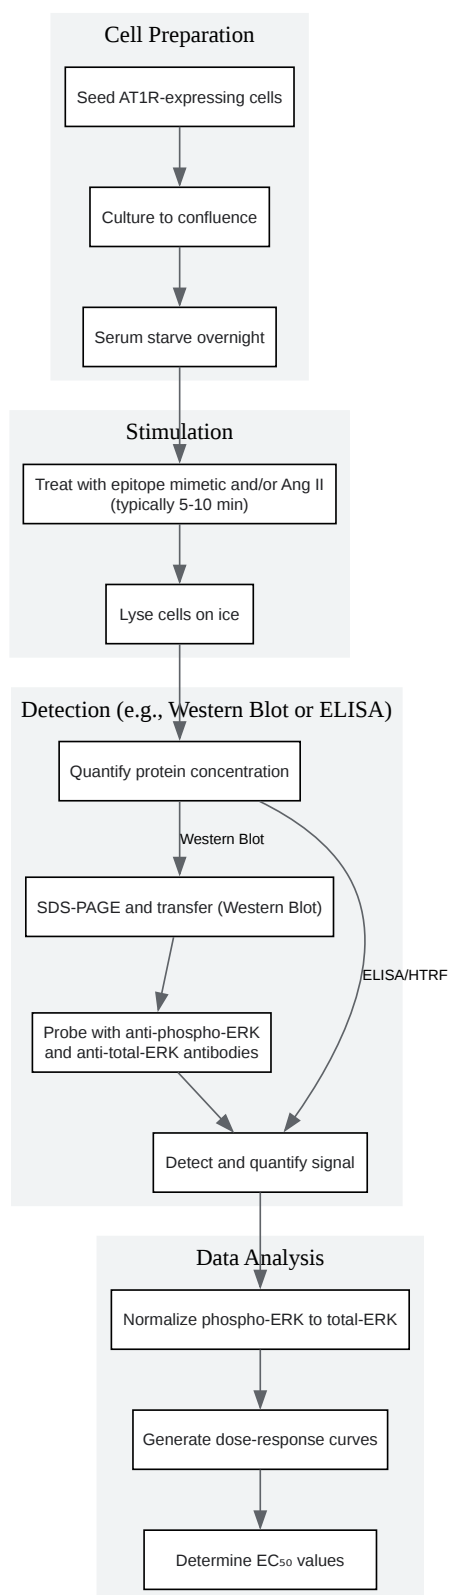 Cell Preparation
Seed AT1R-expressing cells
Culture to confluence
Serum starve overnight
Stimulation
Treat with epitope mimetic and/or Ang II
(typically 5-10 min)
Lyse cells on ice
Detection (e.g., Western Blot or ELISA)
Quantify protein concentration
Western Blot
SDS-PAGE and transfer (Western Blot)
ELISA/HTRF
Probe with anti-phospho-ERK
and anti-total-ERK antibodies
Detect and quantify signal
Data Analysis
Normalize phospho-ERK to total-ERK
Generate dose-response curves
Determine EC₅₀ values